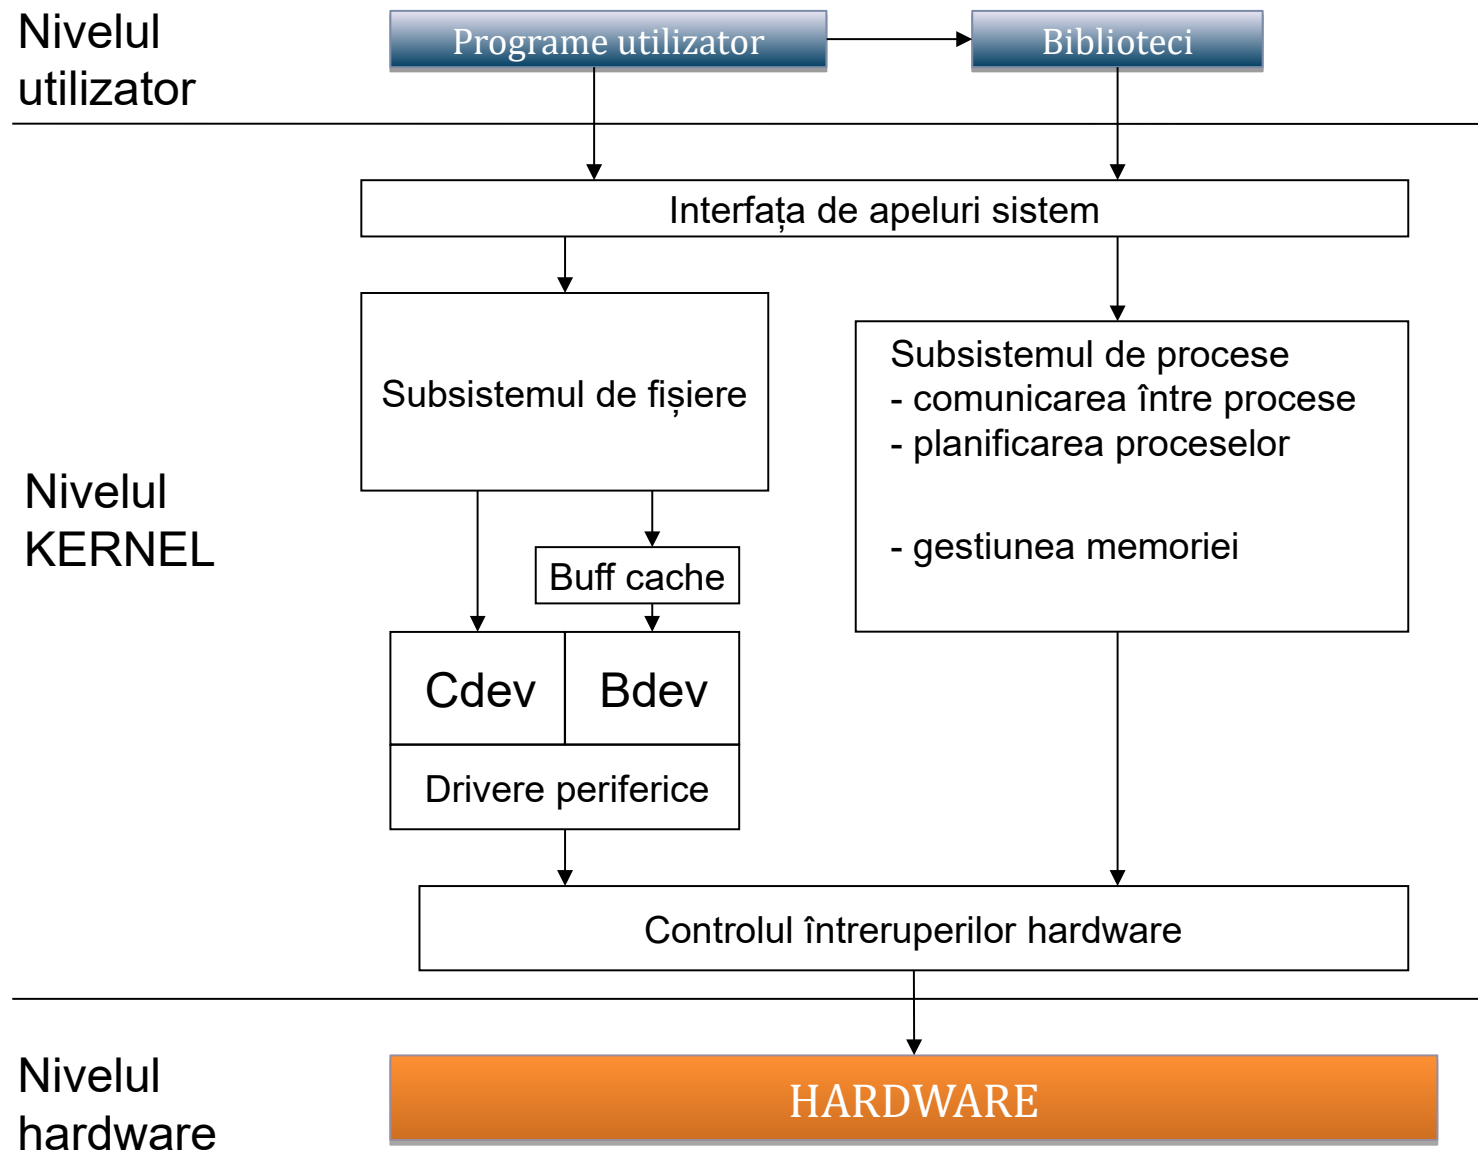 Nivelul
utilizator
Programe utilizator
Biblioteci
Interfața de apeluri sistem
Subsistemul de fișiere
Subsistemul de procese
- comunicarea între procese
- planificarea proceselor
- gestiunea memoriei
Nivelul
KERNEL
Buff cache
Cdev
Bdev
Drivere periferice
Controlul întreruperilor hardware
Nivelul
hardware
HARDWARE